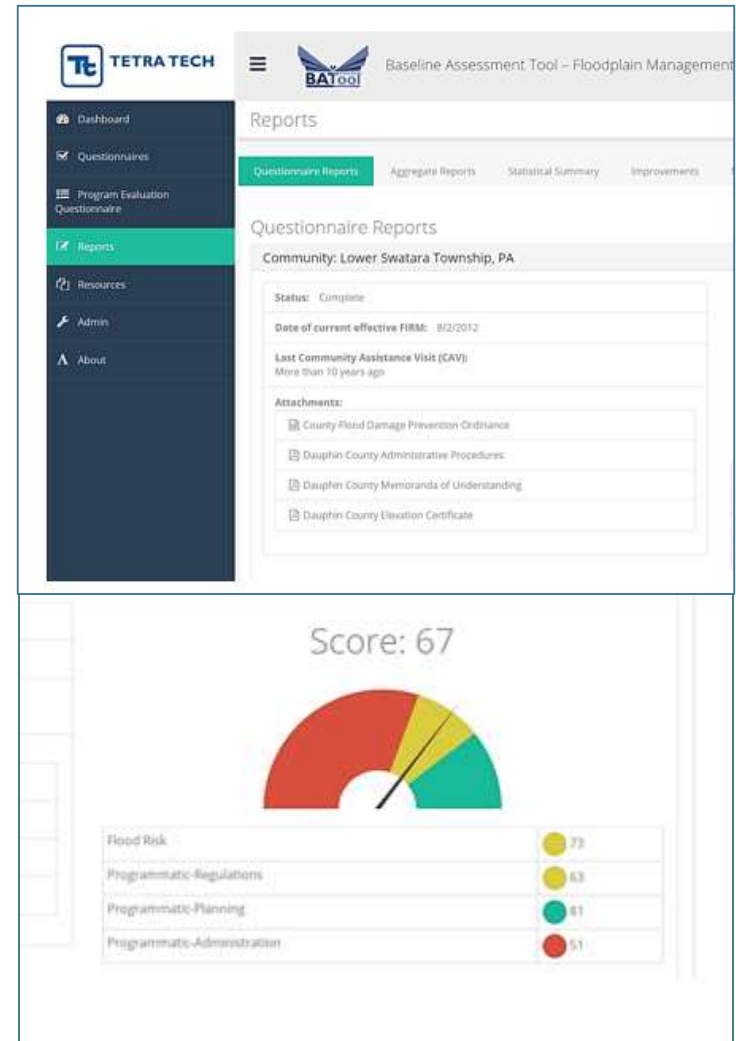 TETRA TECH
BATool
Baseline Assessment Tool – Floodplain Management
Dashboard
Questionnaires
Program Evaluation
Questionnaire
Reports
Resources
Admin
About
Reports
Questionnaire Reports Aggregate Reports Statistical Summary Improvements
Questionnaire Reports
Community: Lower Swatara Township, PA
Status: Complete
Date of current effective FIRM: 8/2/2012
Last Community Assistance Visit (CAV):
More than 10 years ago
Attachments:
County Flood Damage Prevention Ordinance
Dauphin County Administrative Procedures
Dauphin County Memoranda of Understanding
Dauphin County Elevation Certificate
Score: 67
Flood Risk 73
Programmatic-Regulations 63
Programmatic-Planning 81
Programmatic-Administration 51